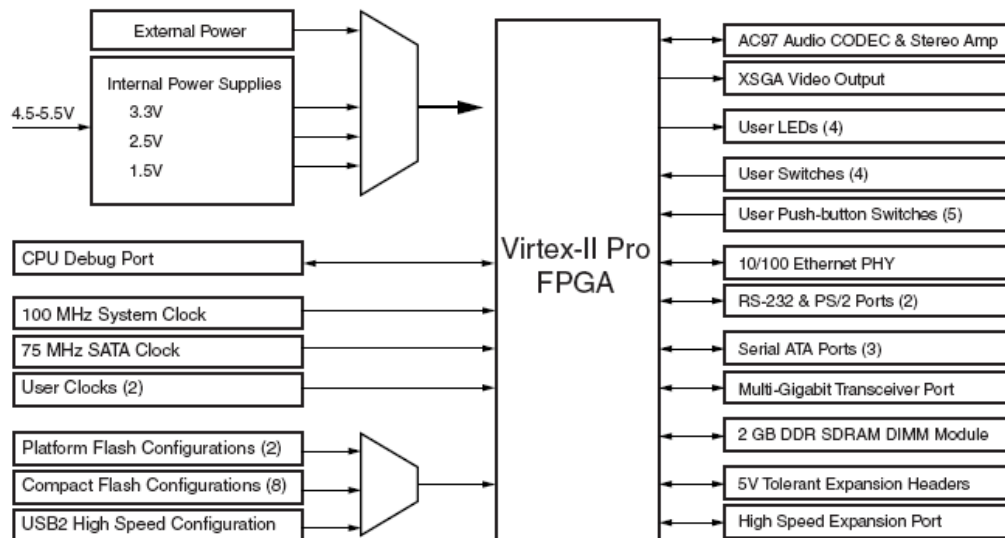 External Power
Internal Power Supplies
4.5-5.5V
3.3V
2.5V
1.5V
CPU Debug Port
100 MHz System Clock
75 MHz SATA Clock
User Clocks (2)
Platform Flash Configurations (2)
Compact Flash Configurations (8)
USB2 High Speed Configuration
Virtex-II Pro
FPGA
AC97 Audio CODEC & Stereo Amp
XSGA Video Output
User LEDs (4)
User Switches (4)
User Push-button Switches (5)
10/100 Ethernet PHY
RS-232 & PS/2 Ports (2)
Serial ATA Ports (3)
Multi-Gigabit Transceiver Port
2 GB DDR SDRAM DIMM Module
5V Tolerant Expansion Headers
High Speed Expansion Port